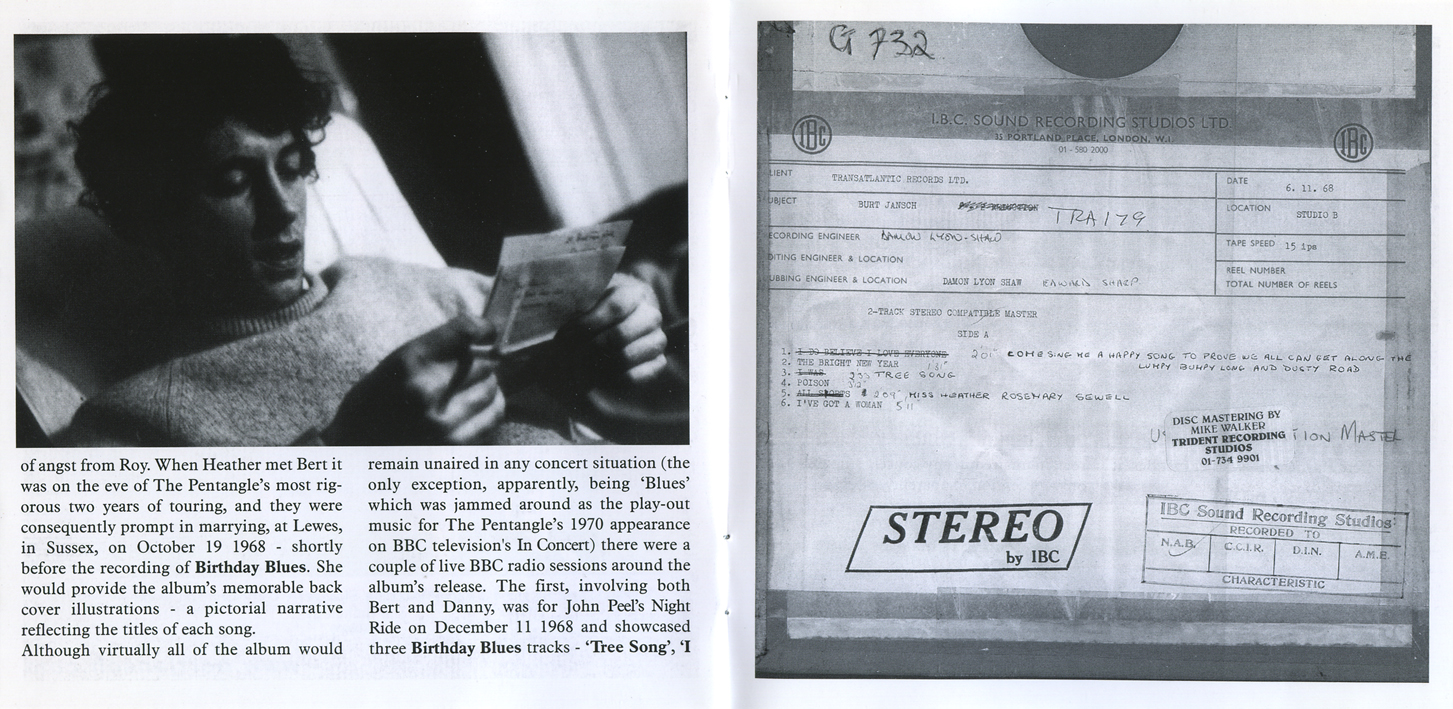 of angst from Roy. When Heather met Bert it
was on the eve of The Pentangle's most rig-
orous two years of touring, and they were
consequently prompt in marrying, at Lewes,
in Sussex, on October 19 1968 - shortly
before the recording of Birthday Blues. She
would provide the album's memorable back
cover illustrations - a pictorial narrative
reflecting the titles of each song.
Although virtually all of the album would
remain unaired in any concert situation (the
only exception, apparently, being 'Blues'
which was jammed around as the play-out
music for The Pentangle's 1970 appearance
on BBC television's In Concert) there were a
couple of live BBC radio sessions around the
album's release. The first, involving both
Bert and Danny, was for John Peel's Night
Ride on December 11 1968 and showcased
three Birthday Blues tracks - 'Tree Song', 'I
G 732
IBC
I.B.C. SOUND RECORDING STUDIOS LTD.
35 PORTLAND PLACE, LONDON, W.I.
01 - 580 2000
IBC
LIENT TRANSATLANTIC RECORDS LTD.
DATE 6. 11. 68
UBJECT BURT JANSCH TRA 179
LOCATION STUDIO B
ECORDING ENGINEER DAMON LYON-SHAW
TAPE SPEED 15 ips
DITING ENGINEER & LOCATION
REEL NUMBER
UBBING ENGINEER & LOCATION DAMON LYON SHAW EDWARD SHARP
TOTAL NUMBER OF REELS
2-TRACK STEREO COMPATIBLE MASTER
SIDE A
1. I DO BELIEVE I LOVE EVERYONE COME SING ME A HAPPY SONG TO PROVE WE ALL CAN GET ALONG THE
LUMPY BUMPY LONG AND DUSTY ROAD
2. THE BRIGHT NEW YEAR
3. I WAS TREE SONG
4. POISON
5. MISS HEATHER ROSEMARY SEWELL
6. I'VE GOT A WOMAN
DISC MASTERING BY
MIKE WALKER
TRIDENT RECORDING
STUDIOS
01-734 9901
TION MASTER
STEREO
by IBC
IBC Sound Recording Studios
RECORDED TO
N.A.B. C.C.I.R. D.I.N. A.M.E.
CHARACTERISTIC